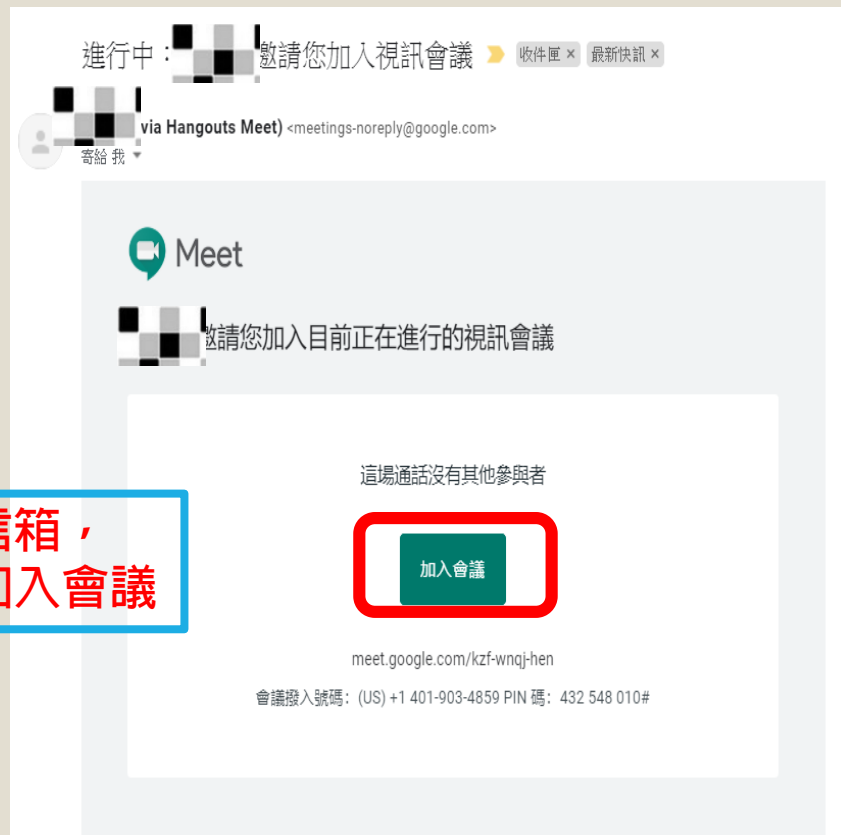 進行中： 邀請您加入視訊會議 收件匣 × 最新快訊 ×
via Hangouts Meet) <meetings-noreply@google.com>
寄給 我
Meet
邀請您加入目前正在進行的視訊會議
這場通話沒有其他參與者
信箱，
加入會議
加入會議
meet.google.com/kzf-wnqj-hen
會議撥入號碼：(US) +1 401-903-4859 PIN 碼：432 548 010#